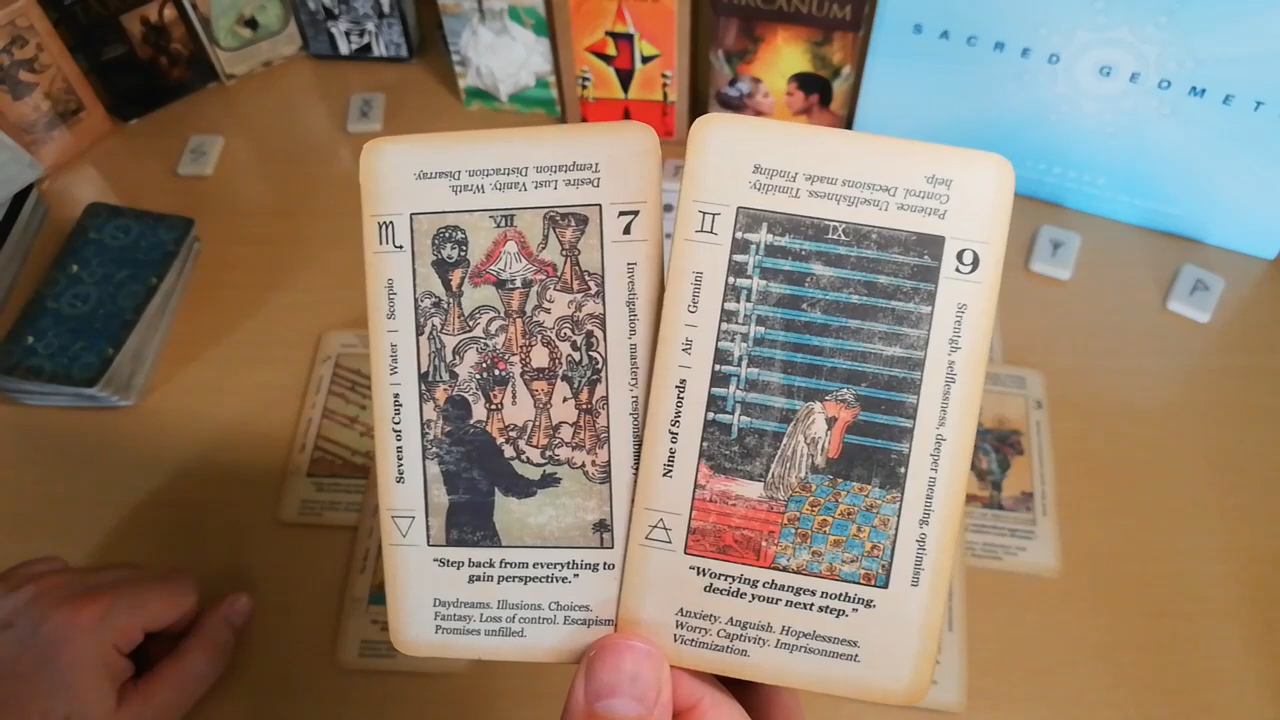 ARCANUM
SACRED GEOMET
Desire. Lust. Vanity. Wrath.
Temptation. Distraction. Disarray.
♏
7
VII
Seven of Cups | Water | Scorpio
Investigation, mastery, responsibility,
"Step back from everything to
gain perspective."
Daydreams. Illusions. Choices.
Fantasy. Loss of control. Escapism.
Promises unfilled.
Patience. Unselfishness. Timidity.
Control. Decisions made. Finding
help.
♊
9
IX
Nine of Swords | Air | Gemini
Strentgh, selflessness, deeper meaning, optimism
"Worrying changes nothing,
decide your next step."
Anxiety. Anguish. Hopelessness.
Worry. Captivity. Imprisonment.
Victimization.